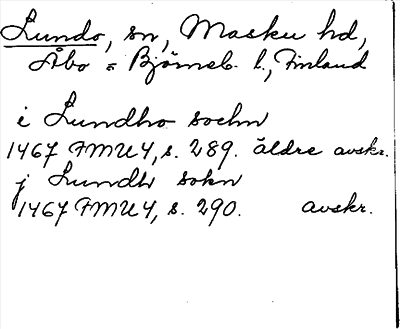 Lundo, sn, Masku hd,
Åbo = Björneb. l., Finland
i Lundho sochn
1467 FMU 4, s. 289. äldre avskr.
j Lundh sokn
1467 FMU 4, s. 290. avskr.